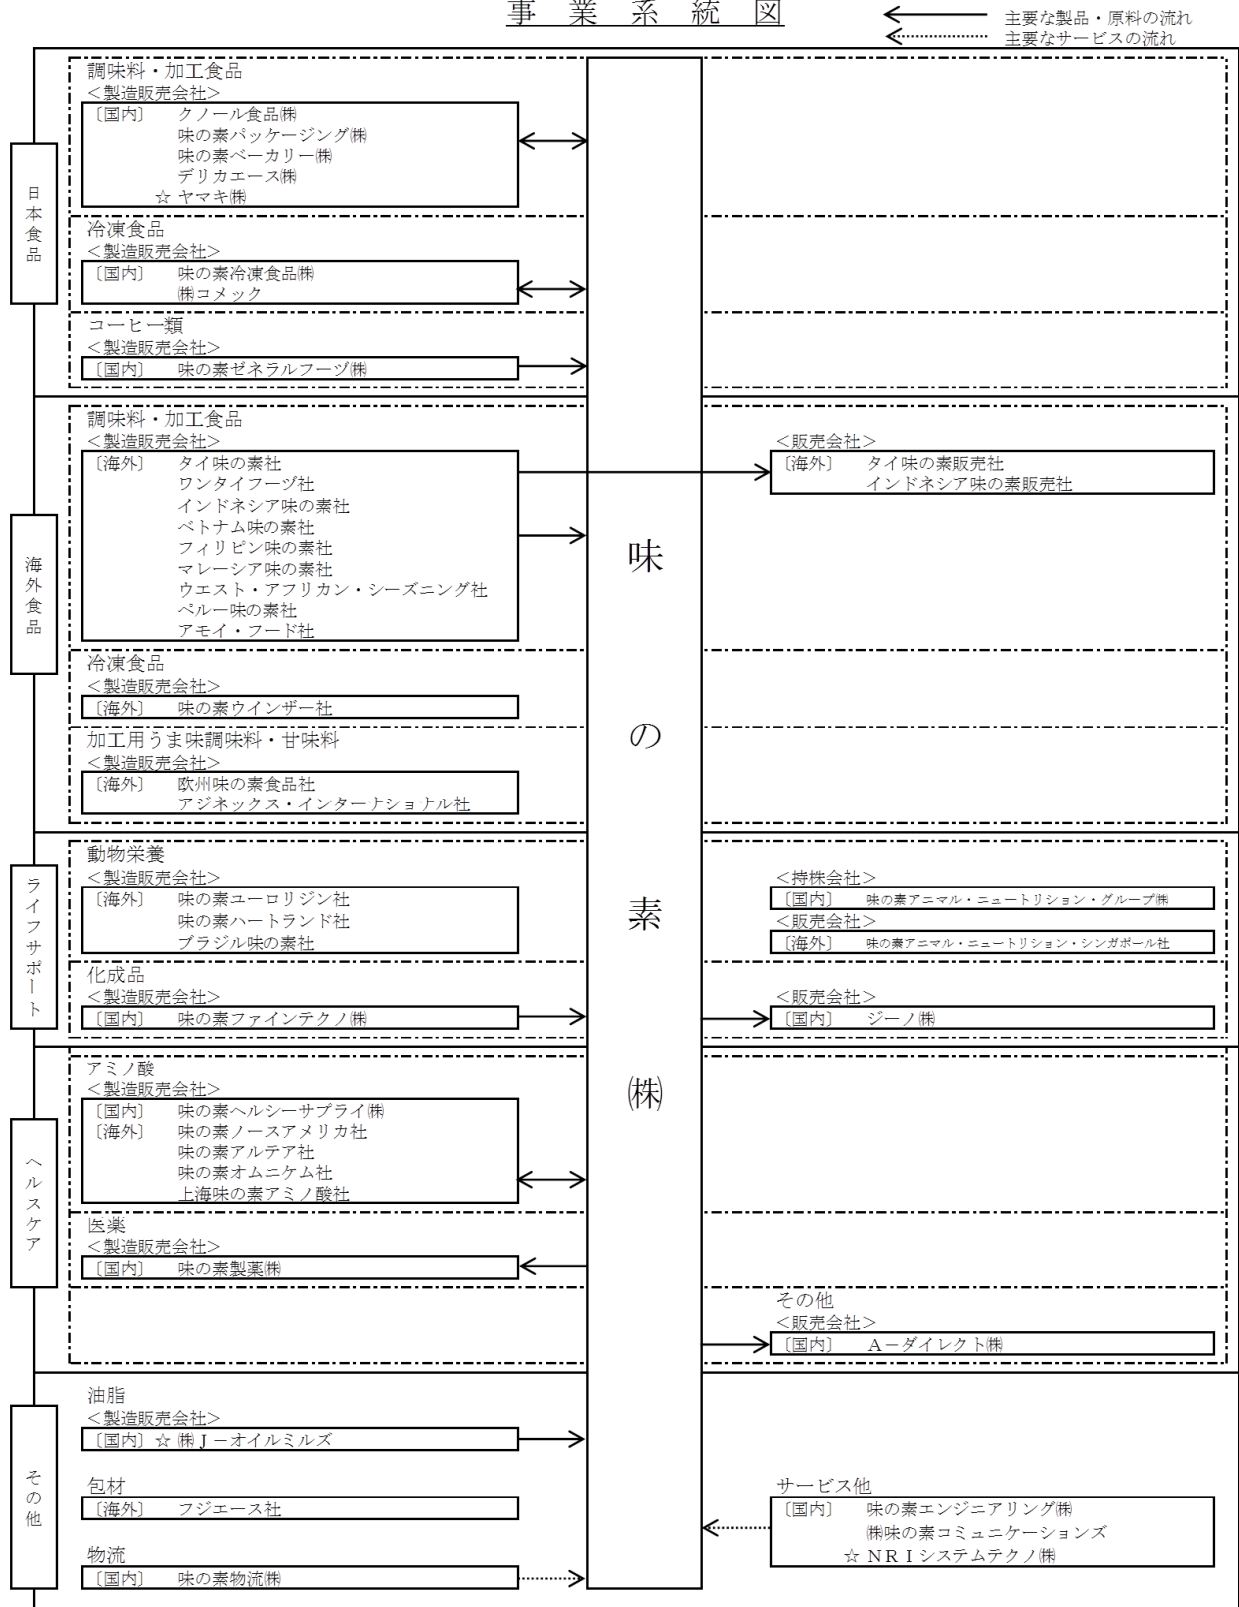 事業系統図
主要な製品・原料の流れ
主要なサービスの流れ
日本食品
調味料・加工食品
＜製造販売会社＞
〔国内〕 クノール食品㈱
味の素パッケージング㈱
味の素ベーカリー㈱
デリカエース㈱
☆ ヤマキ㈱
冷凍食品
＜製造販売会社＞
〔国内〕 味の素冷凍食品㈱
㈱コメック
コーヒー類
＜製造販売会社＞
〔国内〕 味の素ゼネラルフーヅ㈱
味の素㈱
海外食品
調味料・加工食品
＜製造販売会社＞
〔海外〕 タイ味の素社
ワンタイフーヅ社
インドネシア味の素社
ベトナム味の素社
フィリピン味の素社
マレーシア味の素社
ウエスト・アフリカン・シーズニング社
ペルー味の素社
アモイ・フード社
＜販売会社＞
〔海外〕 タイ味の素販売社
インドネシア味の素販売社
冷凍食品
＜製造販売会社＞
〔海外〕 味の素ウインザー社
加工用うま味調味料・甘味料
＜製造販売会社＞
〔海外〕 欧州味の素食品社
アジネックス・インターナショナル社
ライフサポート
動物栄養
＜製造販売会社＞
〔海外〕 味の素ユーロリジン社
味の素ハートランド社
ブラジル味の素社
＜持株会社＞
〔国内〕 味の素アニマル・ニュートリション・グループ㈱
＜販売会社＞
〔海外〕 味の素アニマル・ニュートリション・シンガポール社
化成品
＜製造販売会社＞
〔国内〕 味の素ファインテクノ㈱
＜販売会社＞
〔国内〕 ジーノ㈱
ヘルスケア
アミノ酸
＜製造販売会社＞
〔国内〕 味の素ヘルシーサプライ㈱
〔海外〕 味の素ノースアメリカ社
味の素アルテア社
味の素オムニケム社
上海味の素アミノ酸社
医薬
＜製造販売会社＞
〔国内〕 味の素製薬㈱
その他
＜販売会社＞
〔国内〕 Ａ－ダイレクト㈱
その他
油脂
＜製造販売会社＞
〔国内〕☆ ㈱Ｊ－オイルミルズ
包材
〔海外〕 フジエース社
物流
〔国内〕 味の素物流㈱
サービス他
〔国内〕 味の素エンジニアリング㈱
㈱味の素コミュニケーションズ
☆ ＮＲＩシステムテクノ㈱